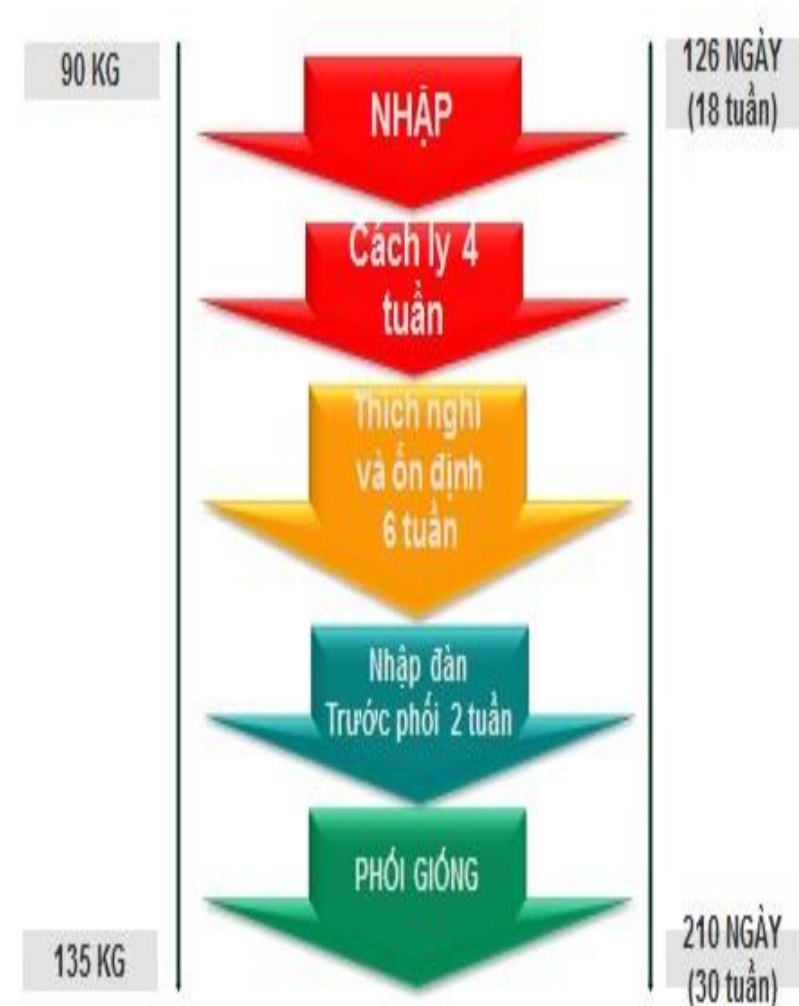 90 KG
126 NGÀY
(18 tuần)
NHẬP
Cách ly 4
tuần
Thích nghi
và ổn định
6 tuần
Nhập đàn
Trước phối 2 tuần
PHỐI GIỐNG
135 KG
210 NGÀY
(30 tuần)